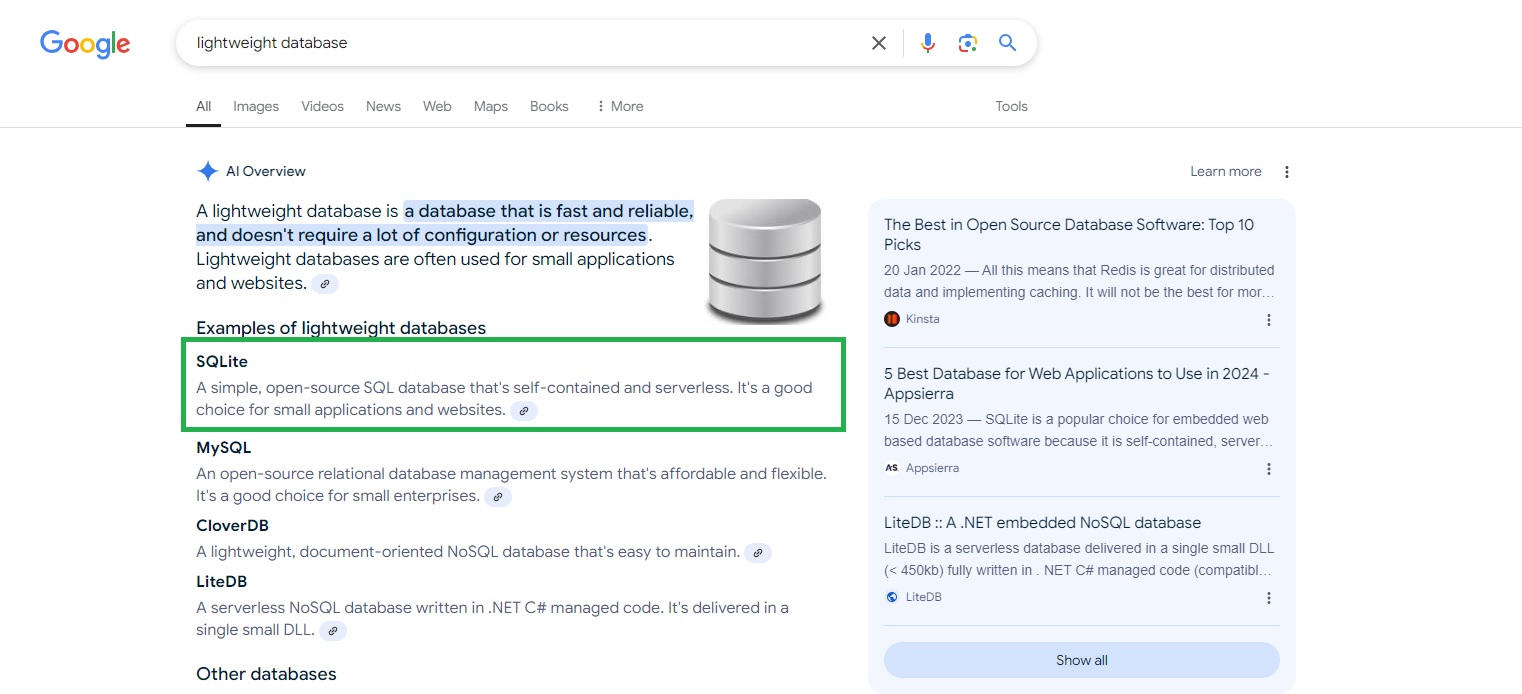 Google
lightweight database
All Images Videos News Web Maps Books More Tools
AI Overview
Learn more
A lightweight database is a database that is fast and reliable,
and doesn't require a lot of configuration or resources.
Lightweight databases are often used for small applications
and websites.
Examples of lightweight databases
SQLite
A simple, open-source SQL database that's self-contained and serverless. It's a good
choice for small applications and websites.
MySQL
An open-source relational database management system that's affordable and flexible.
It's a good choice for small enterprises.
CloverDB
A lightweight, document-oriented NoSQL database that's easy to maintain.
LiteDB
A serverless NoSQL database written in .NET C# managed code. It's delivered in a
single small DLL.
Other databases
The Best in Open Source Database Software: Top 10
Picks
20 Jan 2022 — All this means that Redis is great for distributed
data and implementing caching. It will not be the best for mor...
Kinsta
5 Best Database for Web Applications to Use in 2024 -
Appsierra
15 Dec 2023 — SQLite is a popular choice for embedded web
based database software because it is self-contained, server...
AS Appsierra
LiteDB :: A .NET embedded NoSQL database
LiteDB is a serverless database delivered in a single small DLL
(< 450kb) fully written in . NET C# managed code (compatibl...
LiteDB
Show all